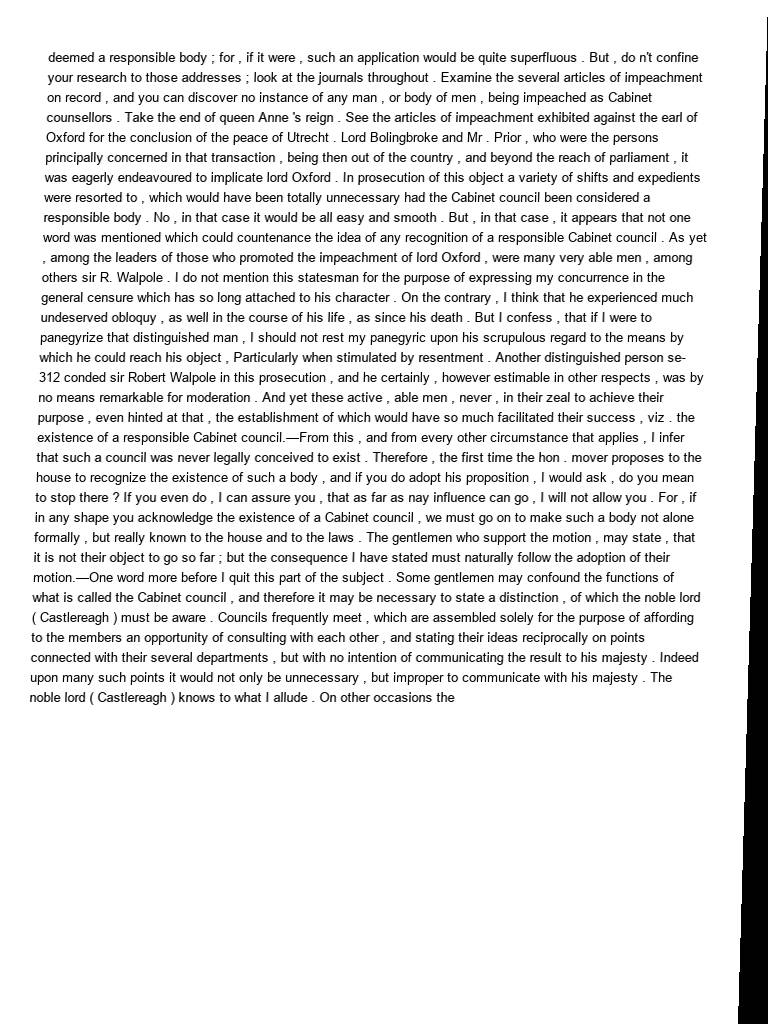 deemed a responsible body ; for , if it were , such an application would be quite superfluous . But , do n't confine
your research to those addresses ; look at the journals throughout . Examine the several articles of impeachment
on record , and you can discover no instance of any man , or body of men , being impeached as Cabinet
counsellors . Take the end of queen Anne 's reign . See the articles of impeachment exhibited against the earl of
Oxford for the conclusion of the peace of Utrecht . Lord Bolingbroke and Mr . Prior , who were the persons
principally concerned in that transaction , being then out of the country , and beyond the reach of parliament , it
was eagerly endeavoured to implicate lord Oxford . In prosecution of this object a variety of shifts and expedients
were resorted to , which would have been totally unnecessary had the Cabinet council been considered a
responsible body . No , in that case it would be all easy and smooth . But , in that case , it appears that not one
word was mentioned which could countenance the idea of any recognition of a responsible Cabinet council . As yet
, among the leaders of those who promoted the impeachment of lord Oxford , were many very able men , among
others sir R. Walpole . I do not mention this statesman for the purpose of expressing my concurrence in the
general censure which has so long attached to his character . On the contrary , I think that he experienced much
undeserved obloquy , as well in the course of his life , as since his death . But I confess , that if I were to
panegyrize that distinguished man , I should not rest my panegyric upon his scrupulous regard to the means by
which he could reach his object , Particularly when stimulated by resentment . Another distinguished person se-
312 conded sir Robert Walpole in this prosecution , and he certainly , however estimable in other respects , was by
no means remarkable for moderation . And yet these active , able men , never , in their zeal to achieve their
purpose , even hinted at that , the establishment of which would have so much facilitated their success , viz . the
existence of a responsible Cabinet council.—From this , and from every other circumstance that applies , I infer
that such a council was never legally conceived to exist . Therefore , the first time the hon . mover proposes to the
house to recognize the existence of such a body , and if you do adopt his proposition , I would ask , do you mean
to stop there ? If you even do , I can assure you , that as far as nay influence can go , I will not allow you . For , if
in any shape you acknowledge the existence of a Cabinet council , we must go on to make such a body not alone
formally , but really known to the house and to the laws . The gentlemen who support the motion , may state , that
it is not their object to go so far ; but the consequence I have stated must naturally follow the adoption of their
motion.—One word more before I quit this part of the subject . Some gentlemen may confound the functions of
what is called the Cabinet council , and therefore it may be necessary to state a distinction , of which the noble lord
( Castlereagh ) must be aware . Councils frequently meet , which are assembled solely for the purpose of affording
to the members an opportunity of consulting with each other , and stating their ideas reciprocally on points
connected with their several departments , but with no intention of communicating the result to his majesty . Indeed
upon many such points it would not only be unnecessary , but improper to communicate with his majesty . The
noble lord ( Castlereagh ) knows to what I allude . On other occasions the